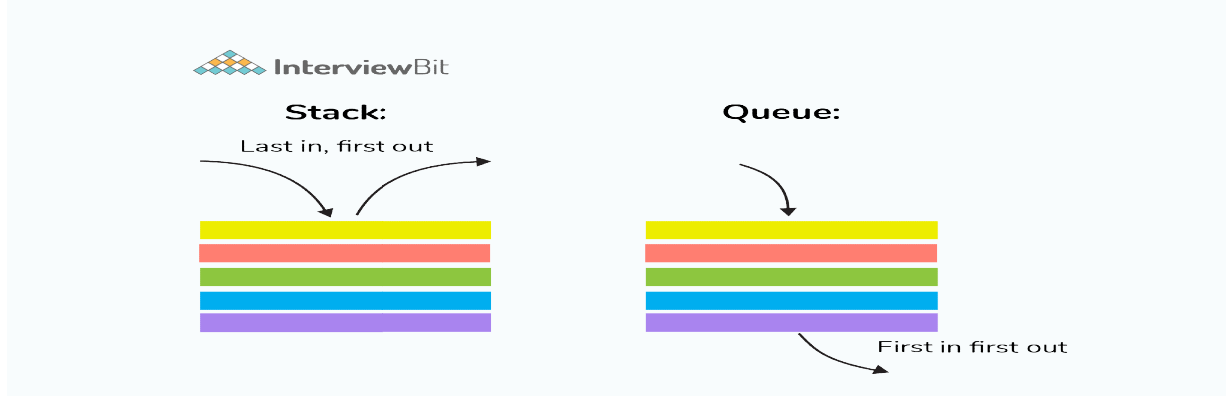 InterviewBit
Stack:
Last in, first out
Queue:
First in first out